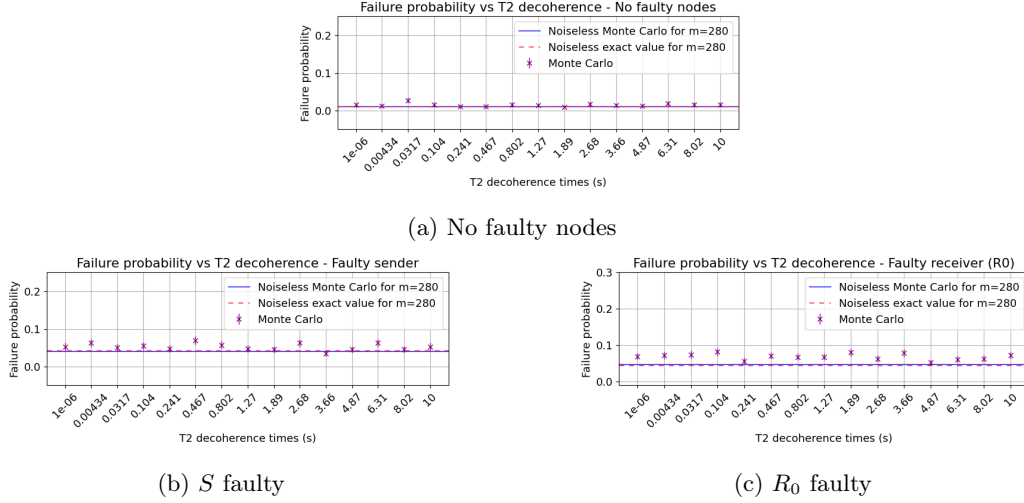 Failure probability vs T2 decoherence - No faulty nodes
Failure probability
0.2
0.1
0.0
Noiseless Monte Carlo for m=280
Noiseless exact value for m=280
Monte Carlo
1e-06 0.00434 0.0317 0.104 0.241 0.467 0.802 1.27 1.89 2.68 3.66 4.87 6.31 8.02 10
T2 decoherence times (s)
(a) No faulty nodes
Failure probability vs T2 decoherence - Faulty sender
Failure probability
0.2
0.1
0.0
Noiseless Monte Carlo for m=280
Noiseless exact value for m=280
Monte Carlo
1e-06 0.00434 0.0317 0.104 0.241 0.467 0.802 1.27 1.89 2.68 3.66 4.87 6.31 8.02 10
T2 decoherence times (s)
(b) S faulty
Failure probability vs T2 decoherence - Faulty receiver (R0)
Failure probability
0.3
0.2
0.1
0.0
Noiseless Monte Carlo for m=280
Noiseless exact value for m=280
Monte Carlo
1e-06 0.00434 0.0317 0.104 0.241 0.467 0.802 1.27 1.89 2.68 3.66 4.87 6.31 8.02 10
T2 decoherence times (s)
(c) R₀ faulty